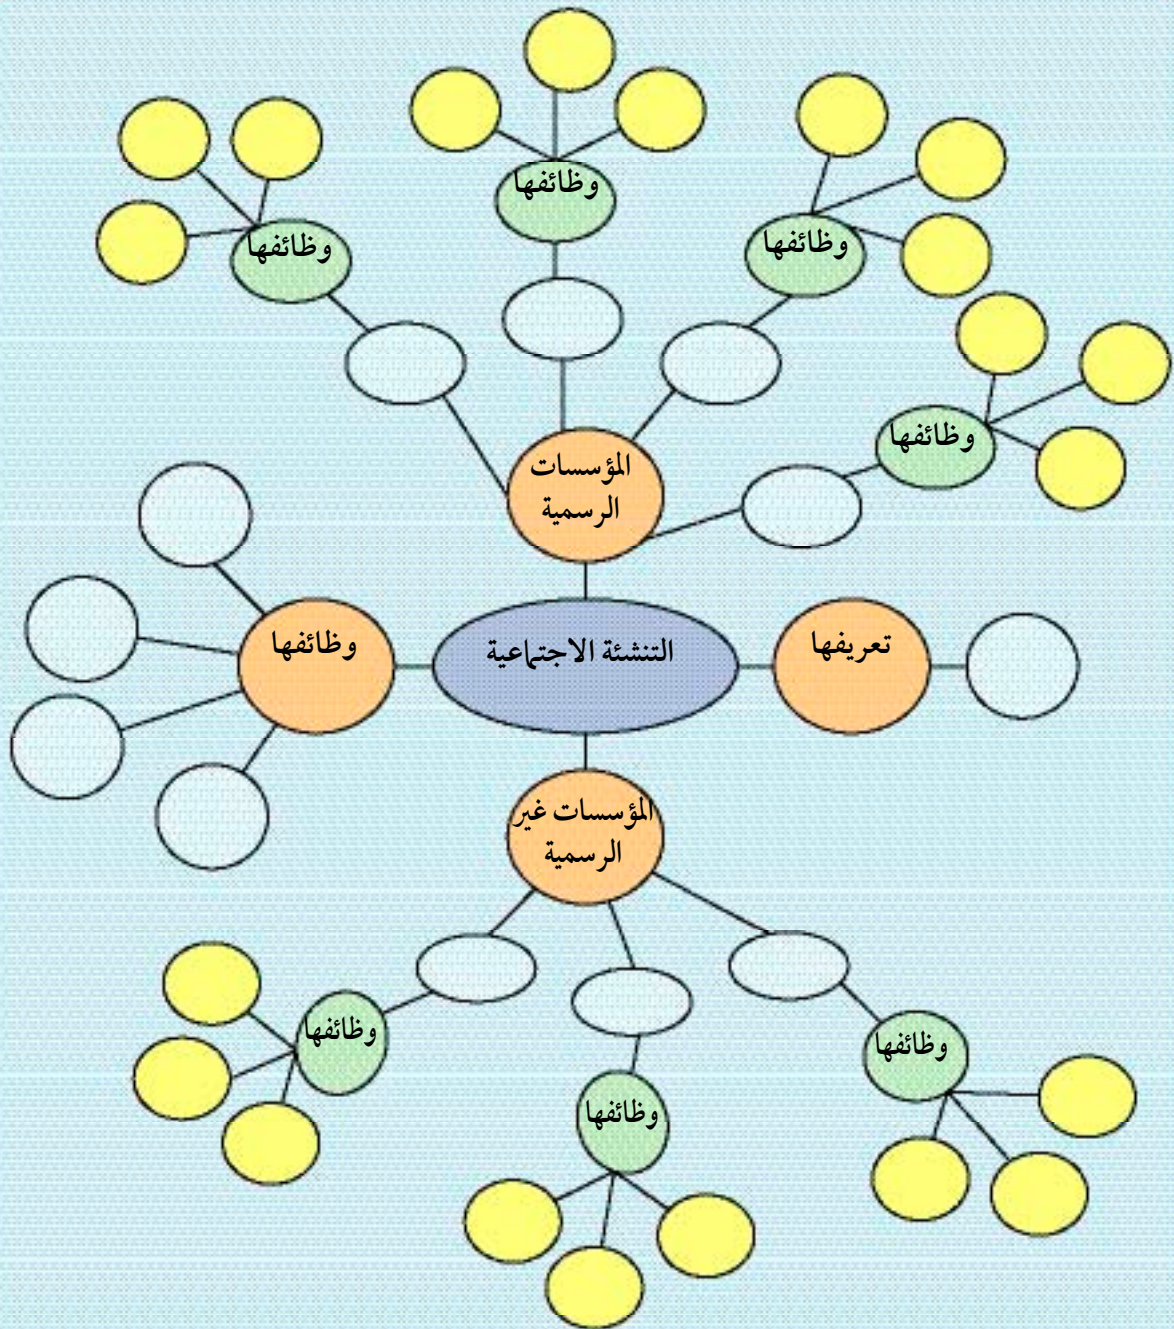 وظائفها
وظائفها
وظائفها
وظائفها
المؤسسات
الرسمية
تعريفها
التنشئة الاجتماعية
وظائفها
المؤسسات غير
الرسمية
وظائفها
وظائفها
وظائفها